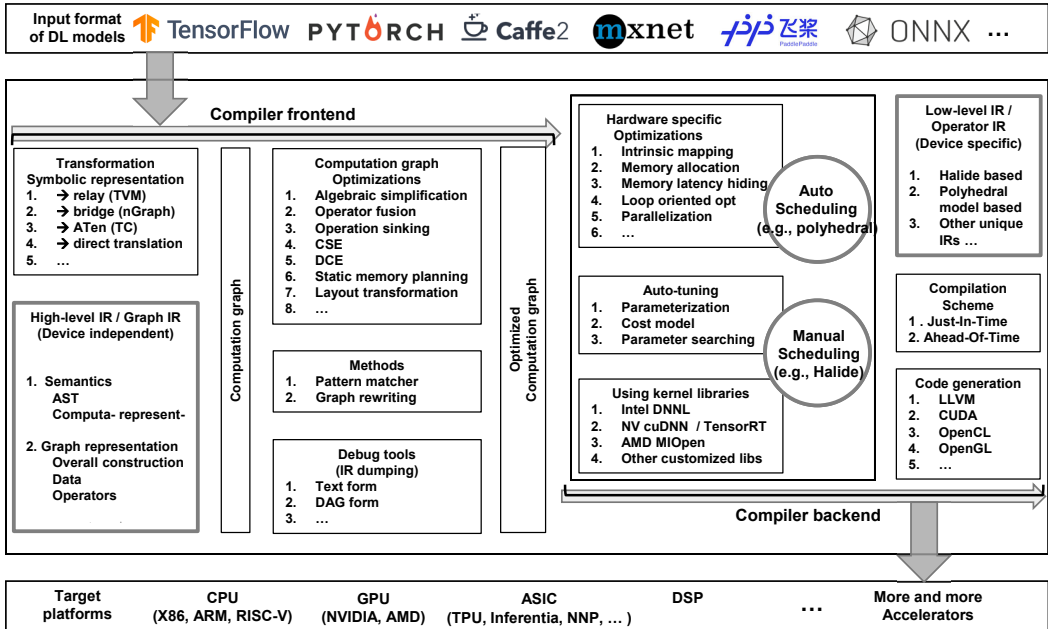 Input format
of DL models
TensorFlow
PYTORCH
Caffe2
mxnet
飞桨
PaddlePaddle
ONNX
...
Compiler frontend
Transformation
Symbolic representation
1. → relay (TVM)
2. → bridge (nGraph)
3. → ATen (TC)
4. → direct translation
5. …
High-level IR / Graph IR
(Device independent)
1. Semantics
AST
Computa- represent-
2. Graph representation
Overall construction
Data
Operators
Computation graph
Computation graph
Optimizations
1. Algebraic simplification
2. Operator fusion
3. Operation sinking
4. CSE
5. DCE
6. Static memory planning
7. Layout transformation
8. …
Methods
1. Pattern matcher
2. Graph rewriting
Debug tools
(IR dumping)
1. Text form
2. DAG form
3. …
Optimized
Computation graph
Hardware specific
Optimizations
1. Intrinsic mapping
2. Memory allocation
3. Memory latency hiding
4. Loop oriented opt
5. Parallelization
6. …
Auto
Scheduling
(e.g., polyhedral)
Auto-tuning
1. Parameterization
2. Cost model
3. Parameter searching
Manual
Scheduling
(e.g., Halide)
Using kernel libraries
1. Intel DNNL
2. NV cuDNN / TensorRT
3. AMD MIOpen
4. Other customized libs
Low-level IR /
Operator IR
(Device specific)
1. Halide based
2. Polyhedral
model based
3. Other unique
IRs …
Compilation
Scheme
1 . Just-In-Time
2. Ahead-Of-Time
Code generation
1. LLVM
2. CUDA
3. OpenCL
4. OpenGL
5. …
Compiler backend
Target
platforms
CPU
(X86, ARM, RISC-V)
GPU
(NVIDIA, AMD)
ASIC
(TPU, Inferentia, NNP, … )
DSP
...
More and more
Accelerators